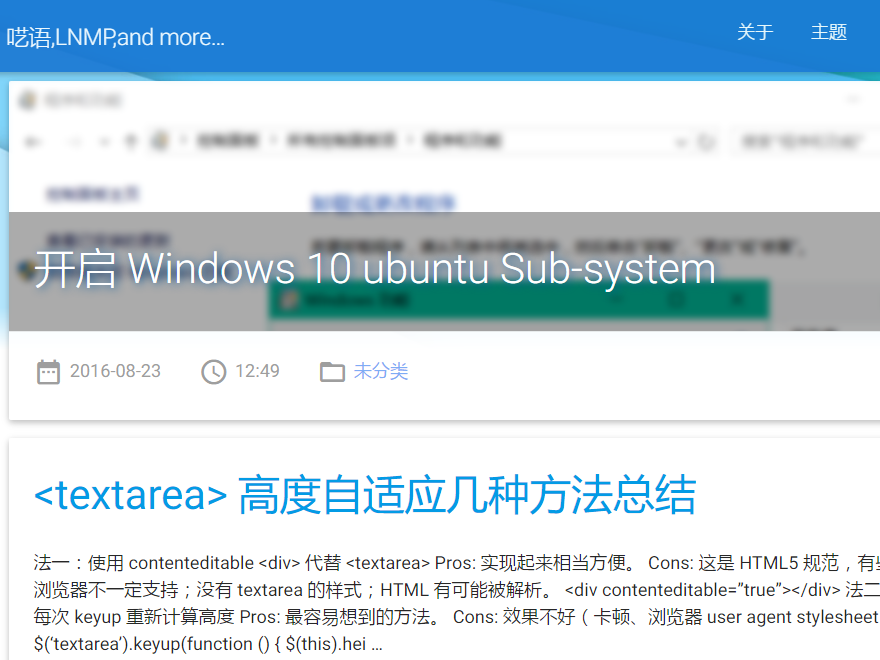 呓语,LNMP,and more...
关于
主题
开启 Windows 10 ubuntu Sub-system
2016-08-23
12:49
未分类
<textarea> 高度自适应几种方法总结
法一：使用 contenteditable <div> 代替 <textarea> Pros: 实现起来相当方便。 Cons: 这是 HTML5 规范，有
浏览器不一定支持；没有 textarea 的样式；HTML 有可能被解析。 <div contenteditable=”true”></div> 法二
每次 keyup 重新计算高度 Pros: 最容易想到的方法。 Cons: 效果不好（卡顿、浏览器 user agent stylesheet
$(‘textarea’).keyup(function () { $(this).hei ...